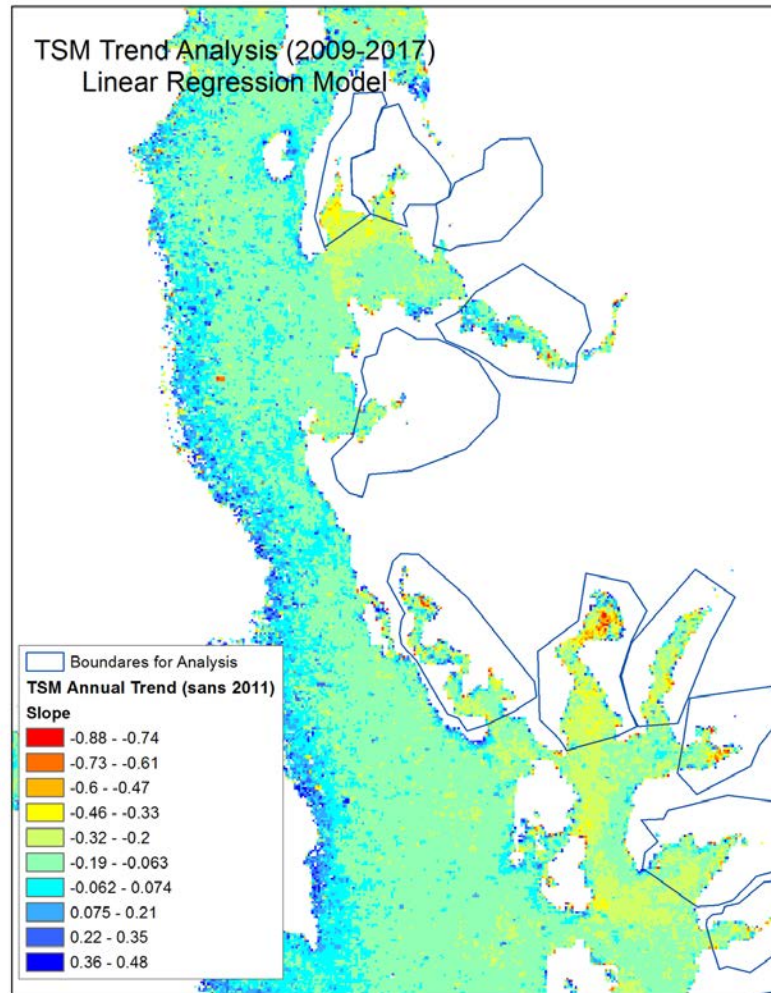 TSM Trend Analysis (2009-2017)
Linear Regression Model
Boundares for Analysis
TSM Annual Trend (sans 2011)
Slope
-0.88 - -0.74
-0.73 - -0.61
-0.6 - -0.47
-0.46 - -0.33
-0.32 - -0.2
-0.19 - -0.063
-0.062 - 0.074
0.075 - 0.21
0.22 - 0.35
0.36 - 0.48